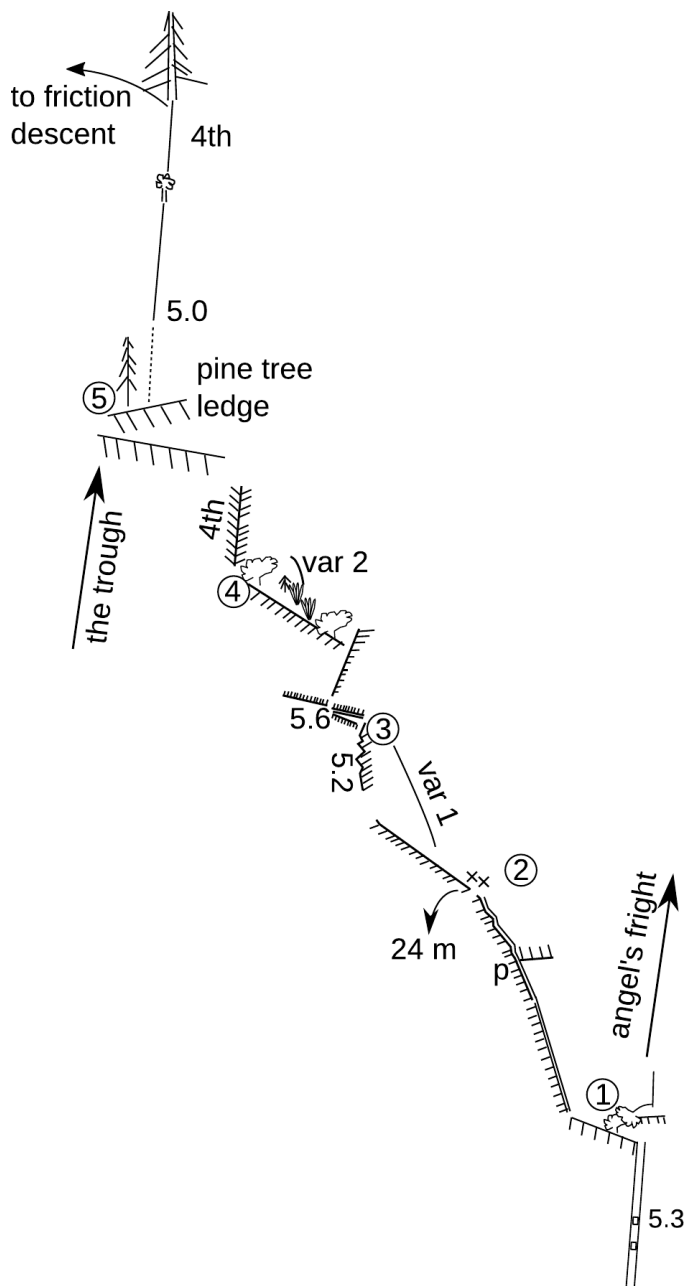 to friction
descent
4th
5.0
5
pine tree
ledge
the trough
4th
var 2
4
5.6
3
5.2
var 1
2
24 m
p
angel's fright
1
5.3